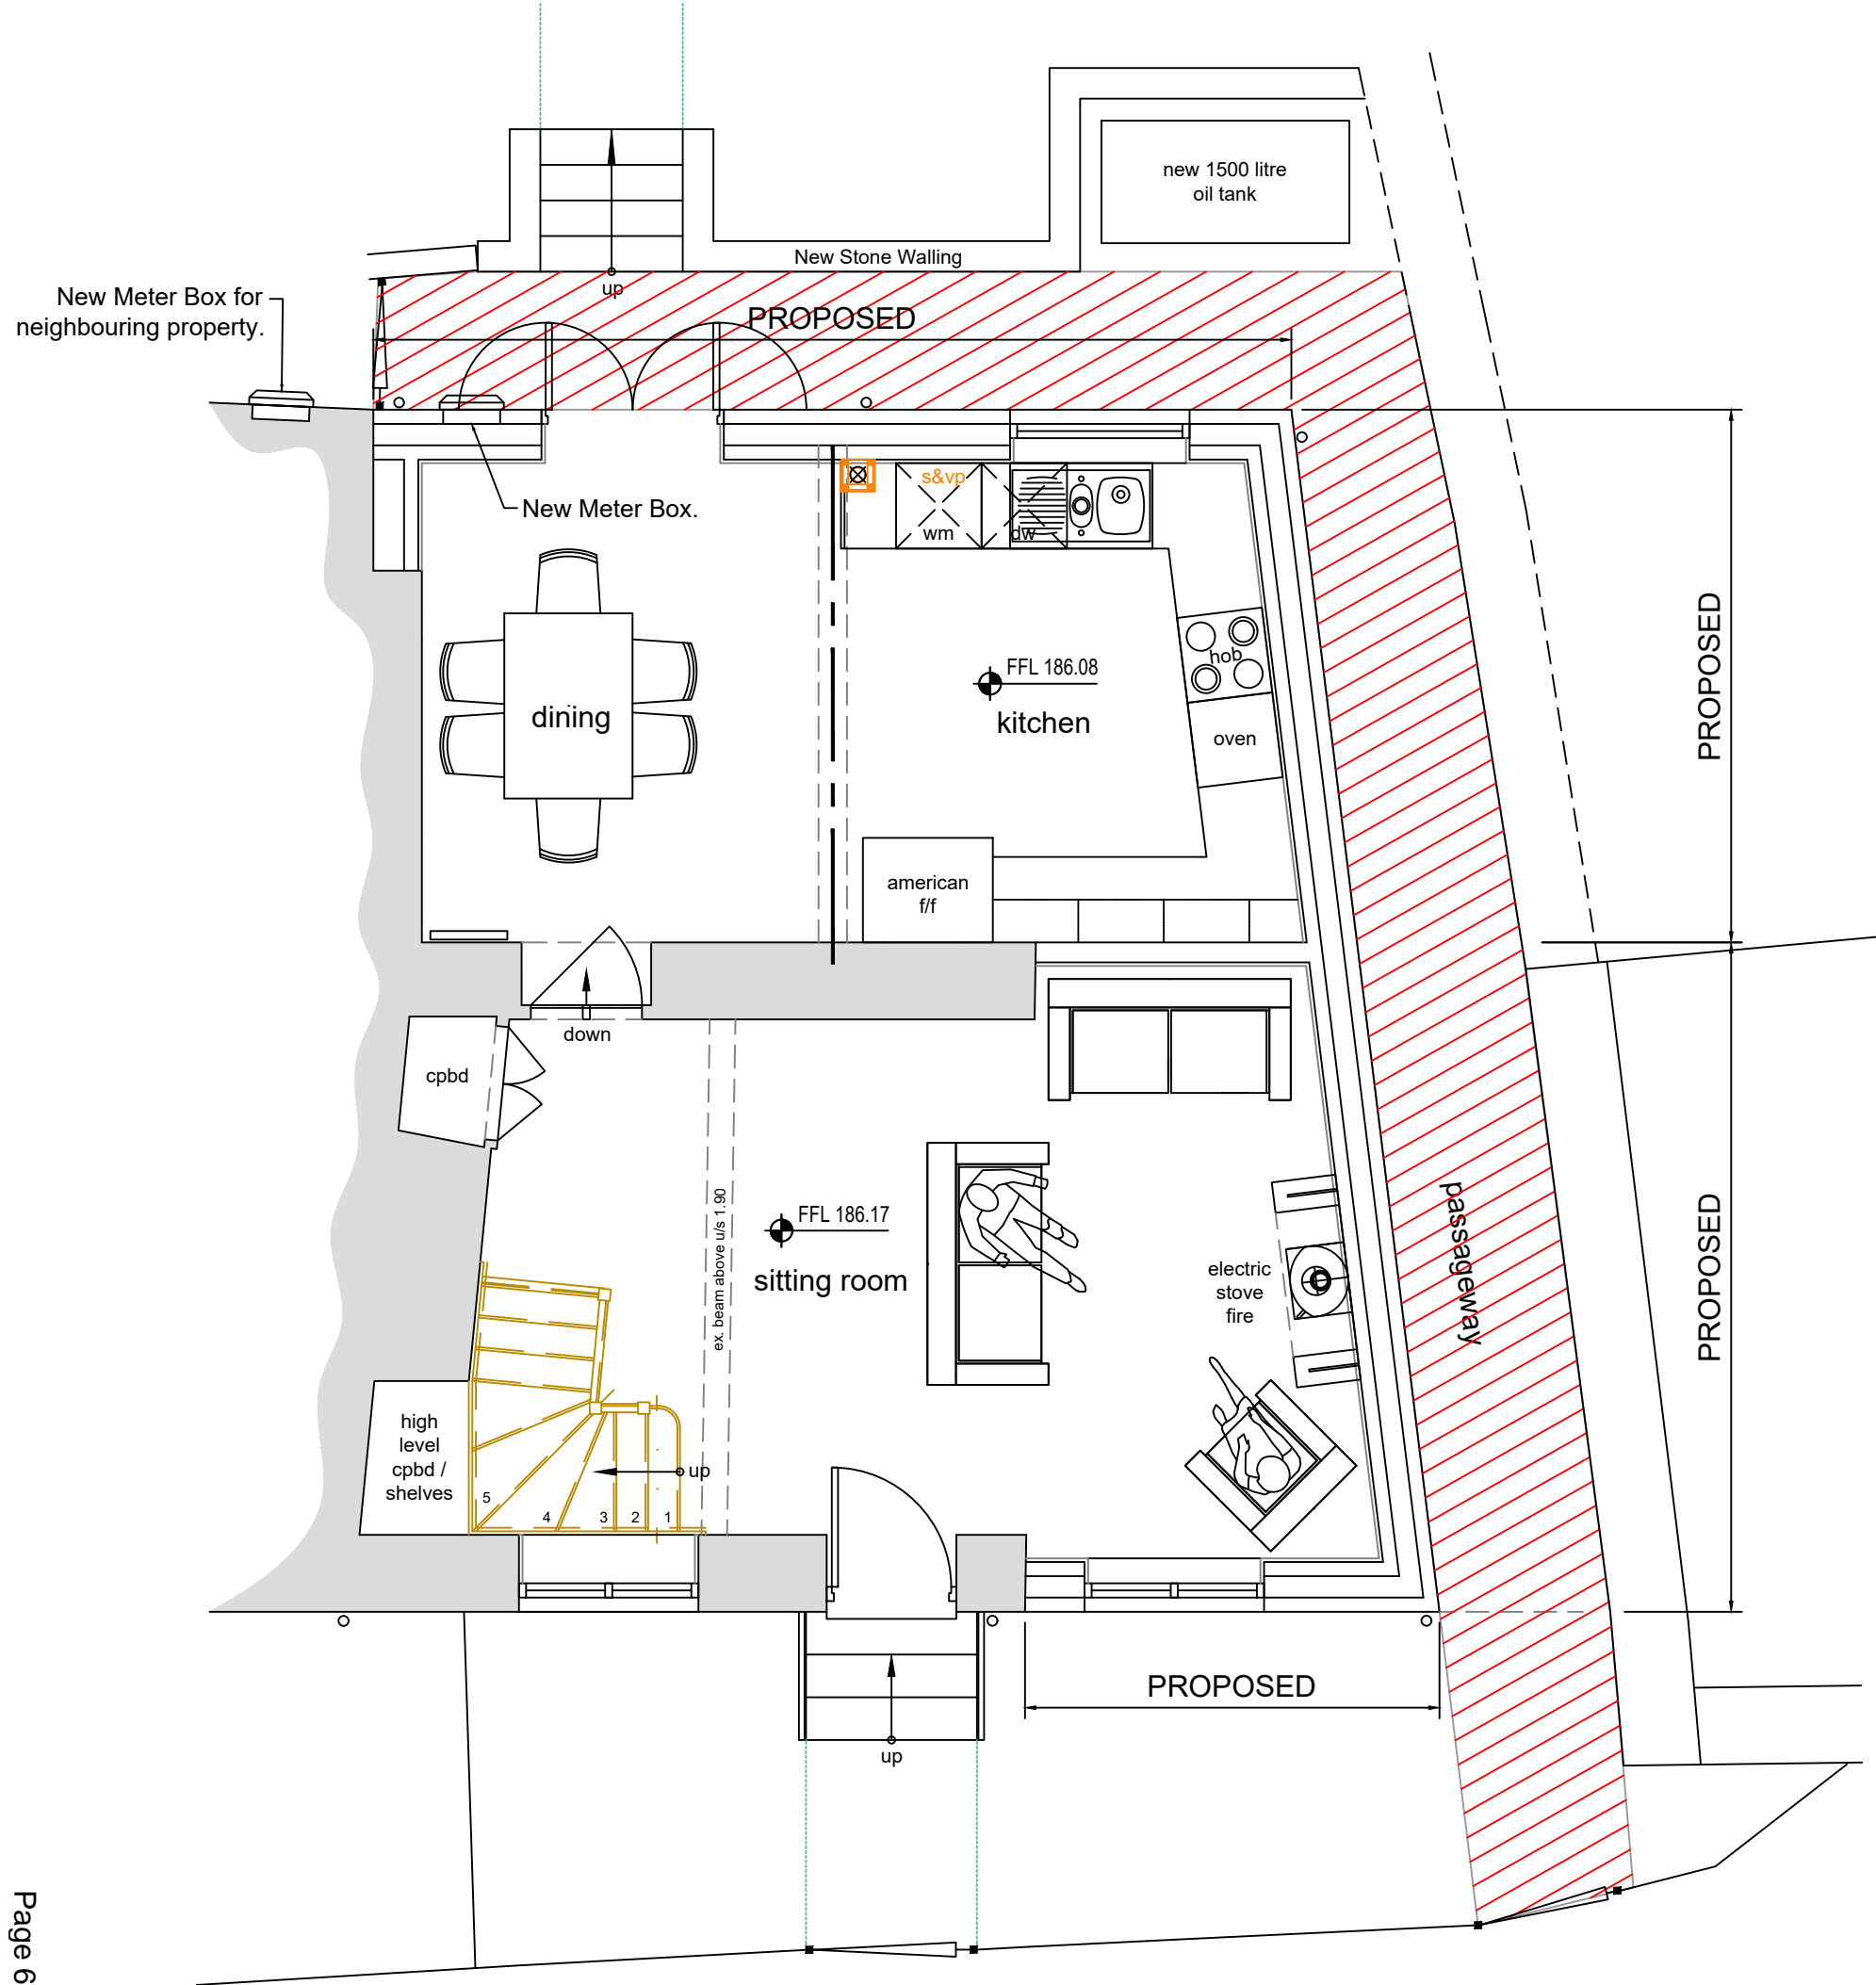 new 1500 litre
oil tank
New Stone Walling
up
New Meter Box for
neighbouring property.
PROPOSED
s&vp
wm
dw
New Meter Box.
PROPOSED
hob
FFL 186.08
dining
kitchen
oven
american
f/f
down
cpbd
ex. beam above u/s 1.90
FFL 186.17
sitting room
electric
stove
fire
passageway
PROPOSED
high
level
cpbd /
shelves
up
5
4
3
2
1
PROPOSED
up
Page 6